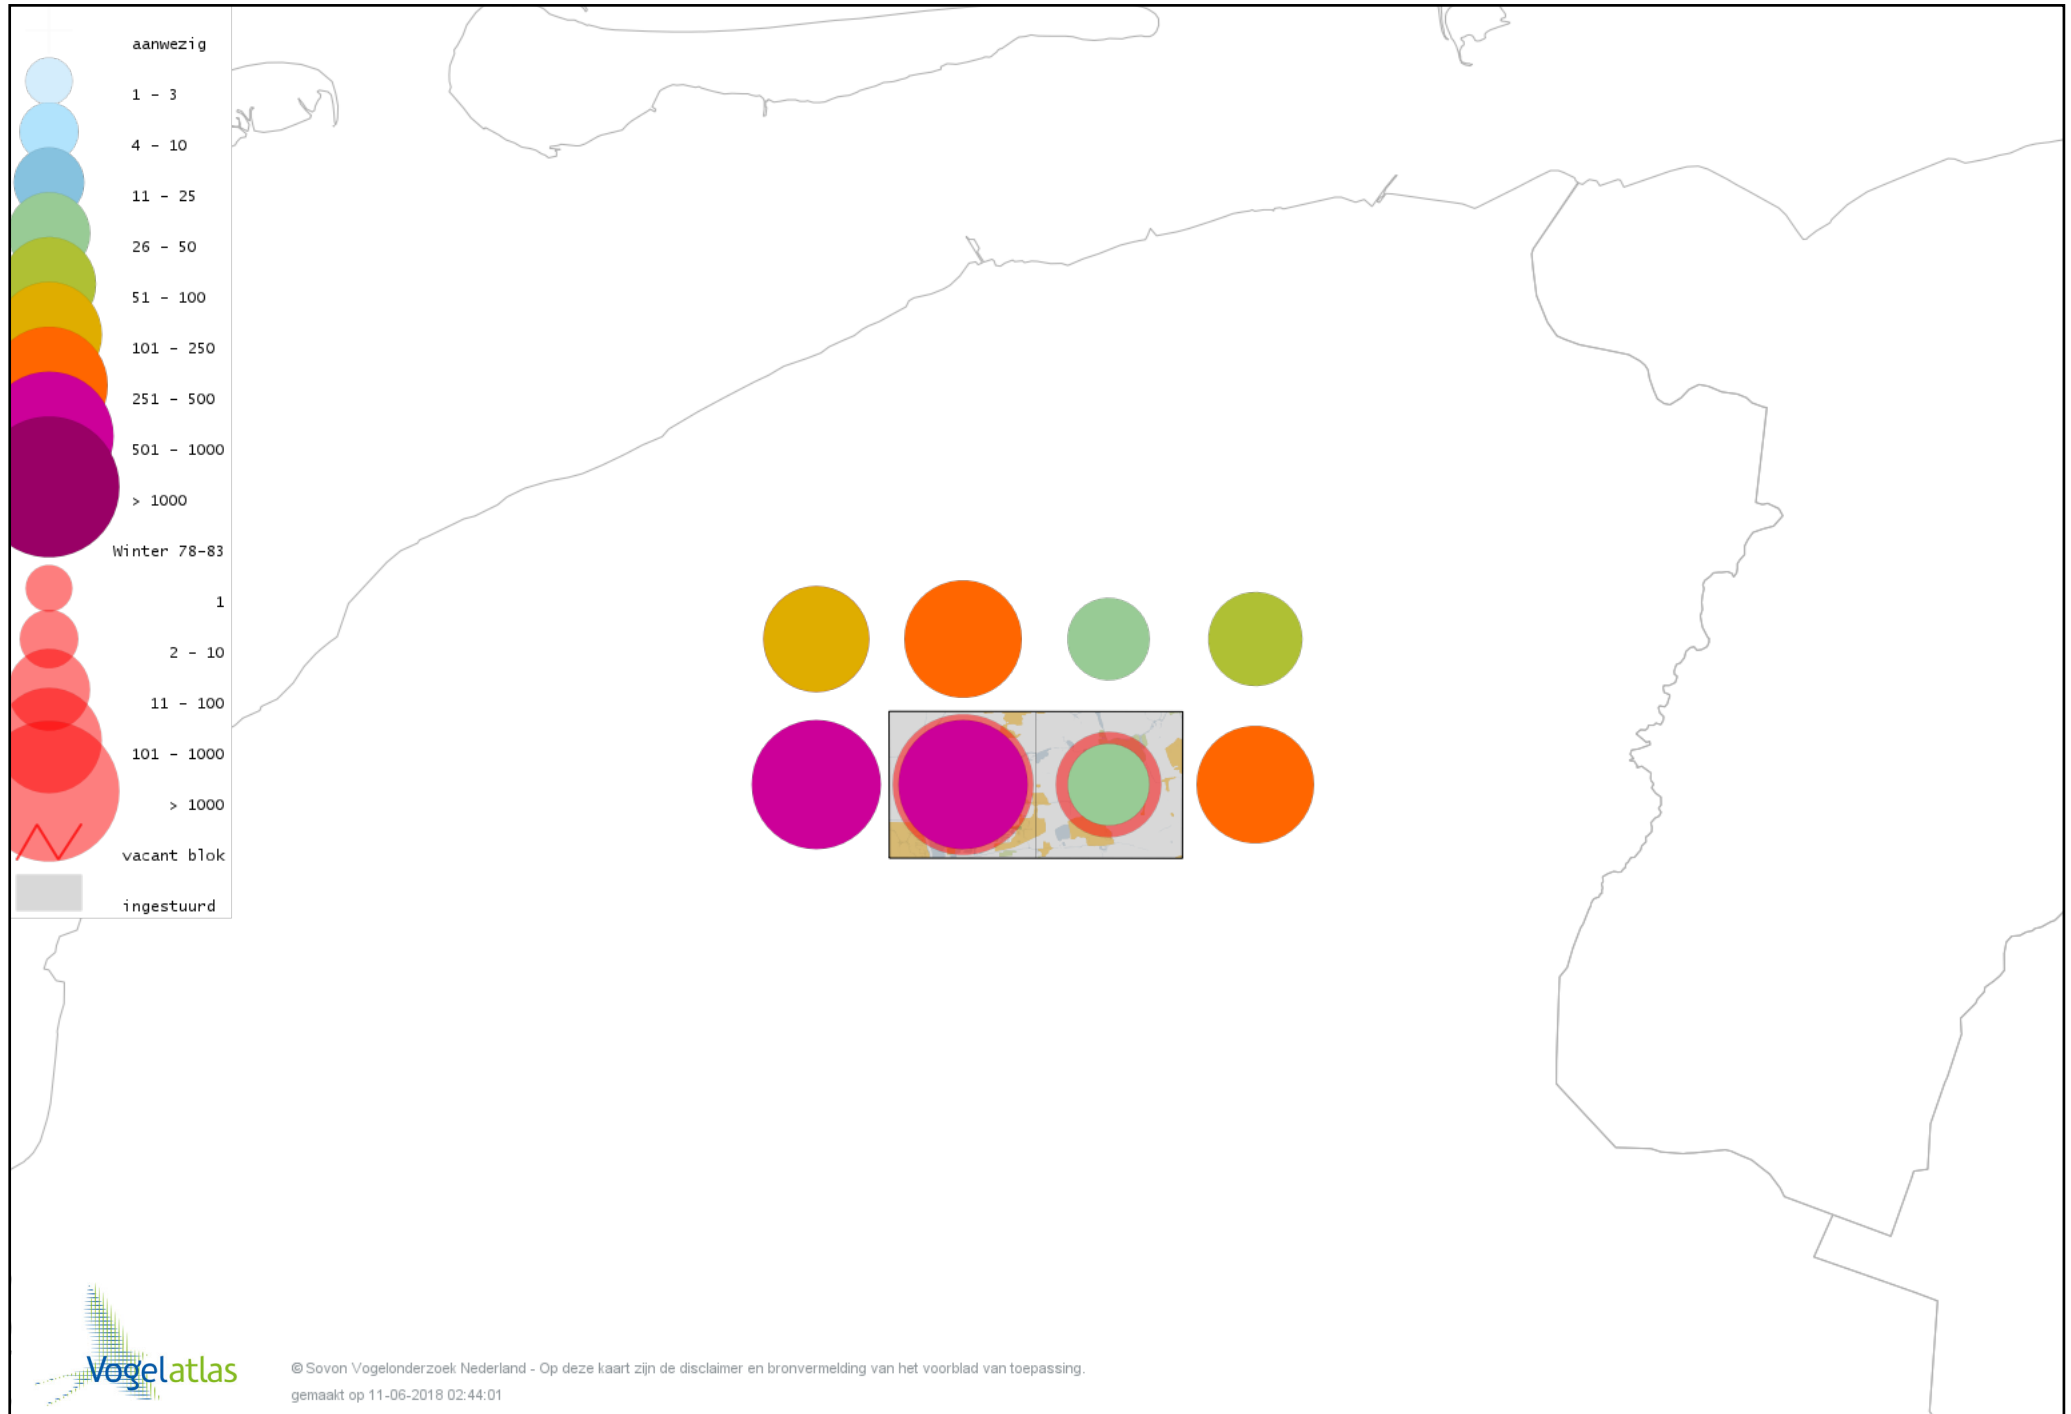 aanwezig
1 - 3
4 - 10
11 - 25
26 - 50
51 - 100
101 - 250
251 - 500
501 - 1000
> 1000
Winter 78-83
1
2 - 10
11 - 100
101 - 1000
> 1000
vacant blok
ingestuurd
Vogelatlas
© Sovon Vogelonderzoek Nederland - Op deze kaart zijn de disclaimer en bronvermelding van het voorblad van toepassing.
gemaakt op 11-06-2018 02:44:01